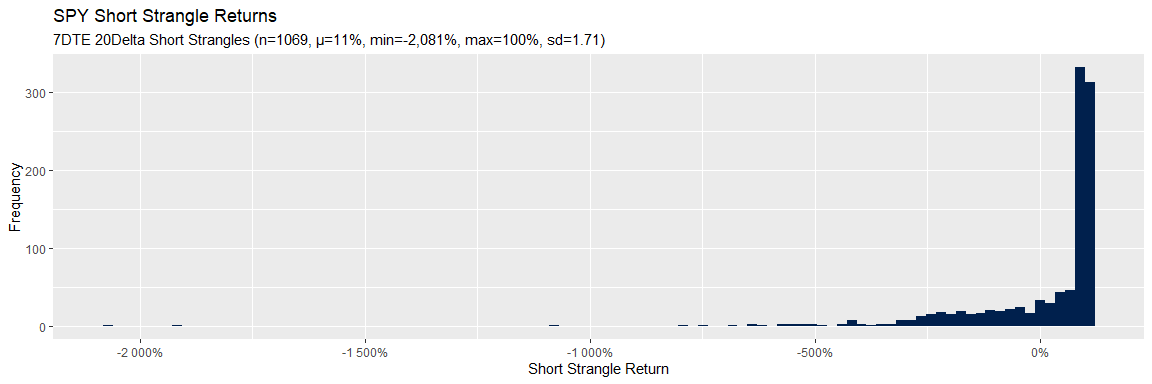 SPY Short Strangle Returns
7DTE 20Delta Short Strangles (n=1069, μ=11%, min=-2,081%, max=100%, sd=1.71)
Frequency
300
200
100
0
-2 000%
-1 500%
-1 000%
-500%
0%
Short Strangle Return